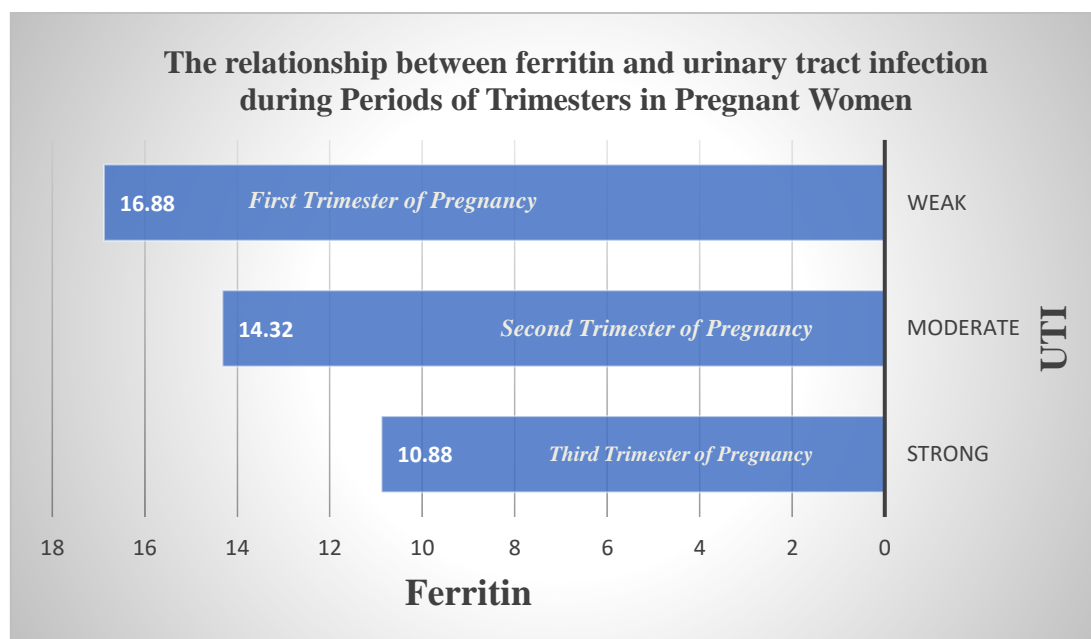 The relationship between ferritin and urinary tract infection
during Periods of Trimesters in Pregnant Women
16.88 First Trimester of Pregnancy WEAK
14.32 Second Trimester of Pregnancy MODERATE
10.88 Third Trimester of Pregnancy STRONG
UTI
18 16 14 12 10 8 6 4 2 0
Ferritin